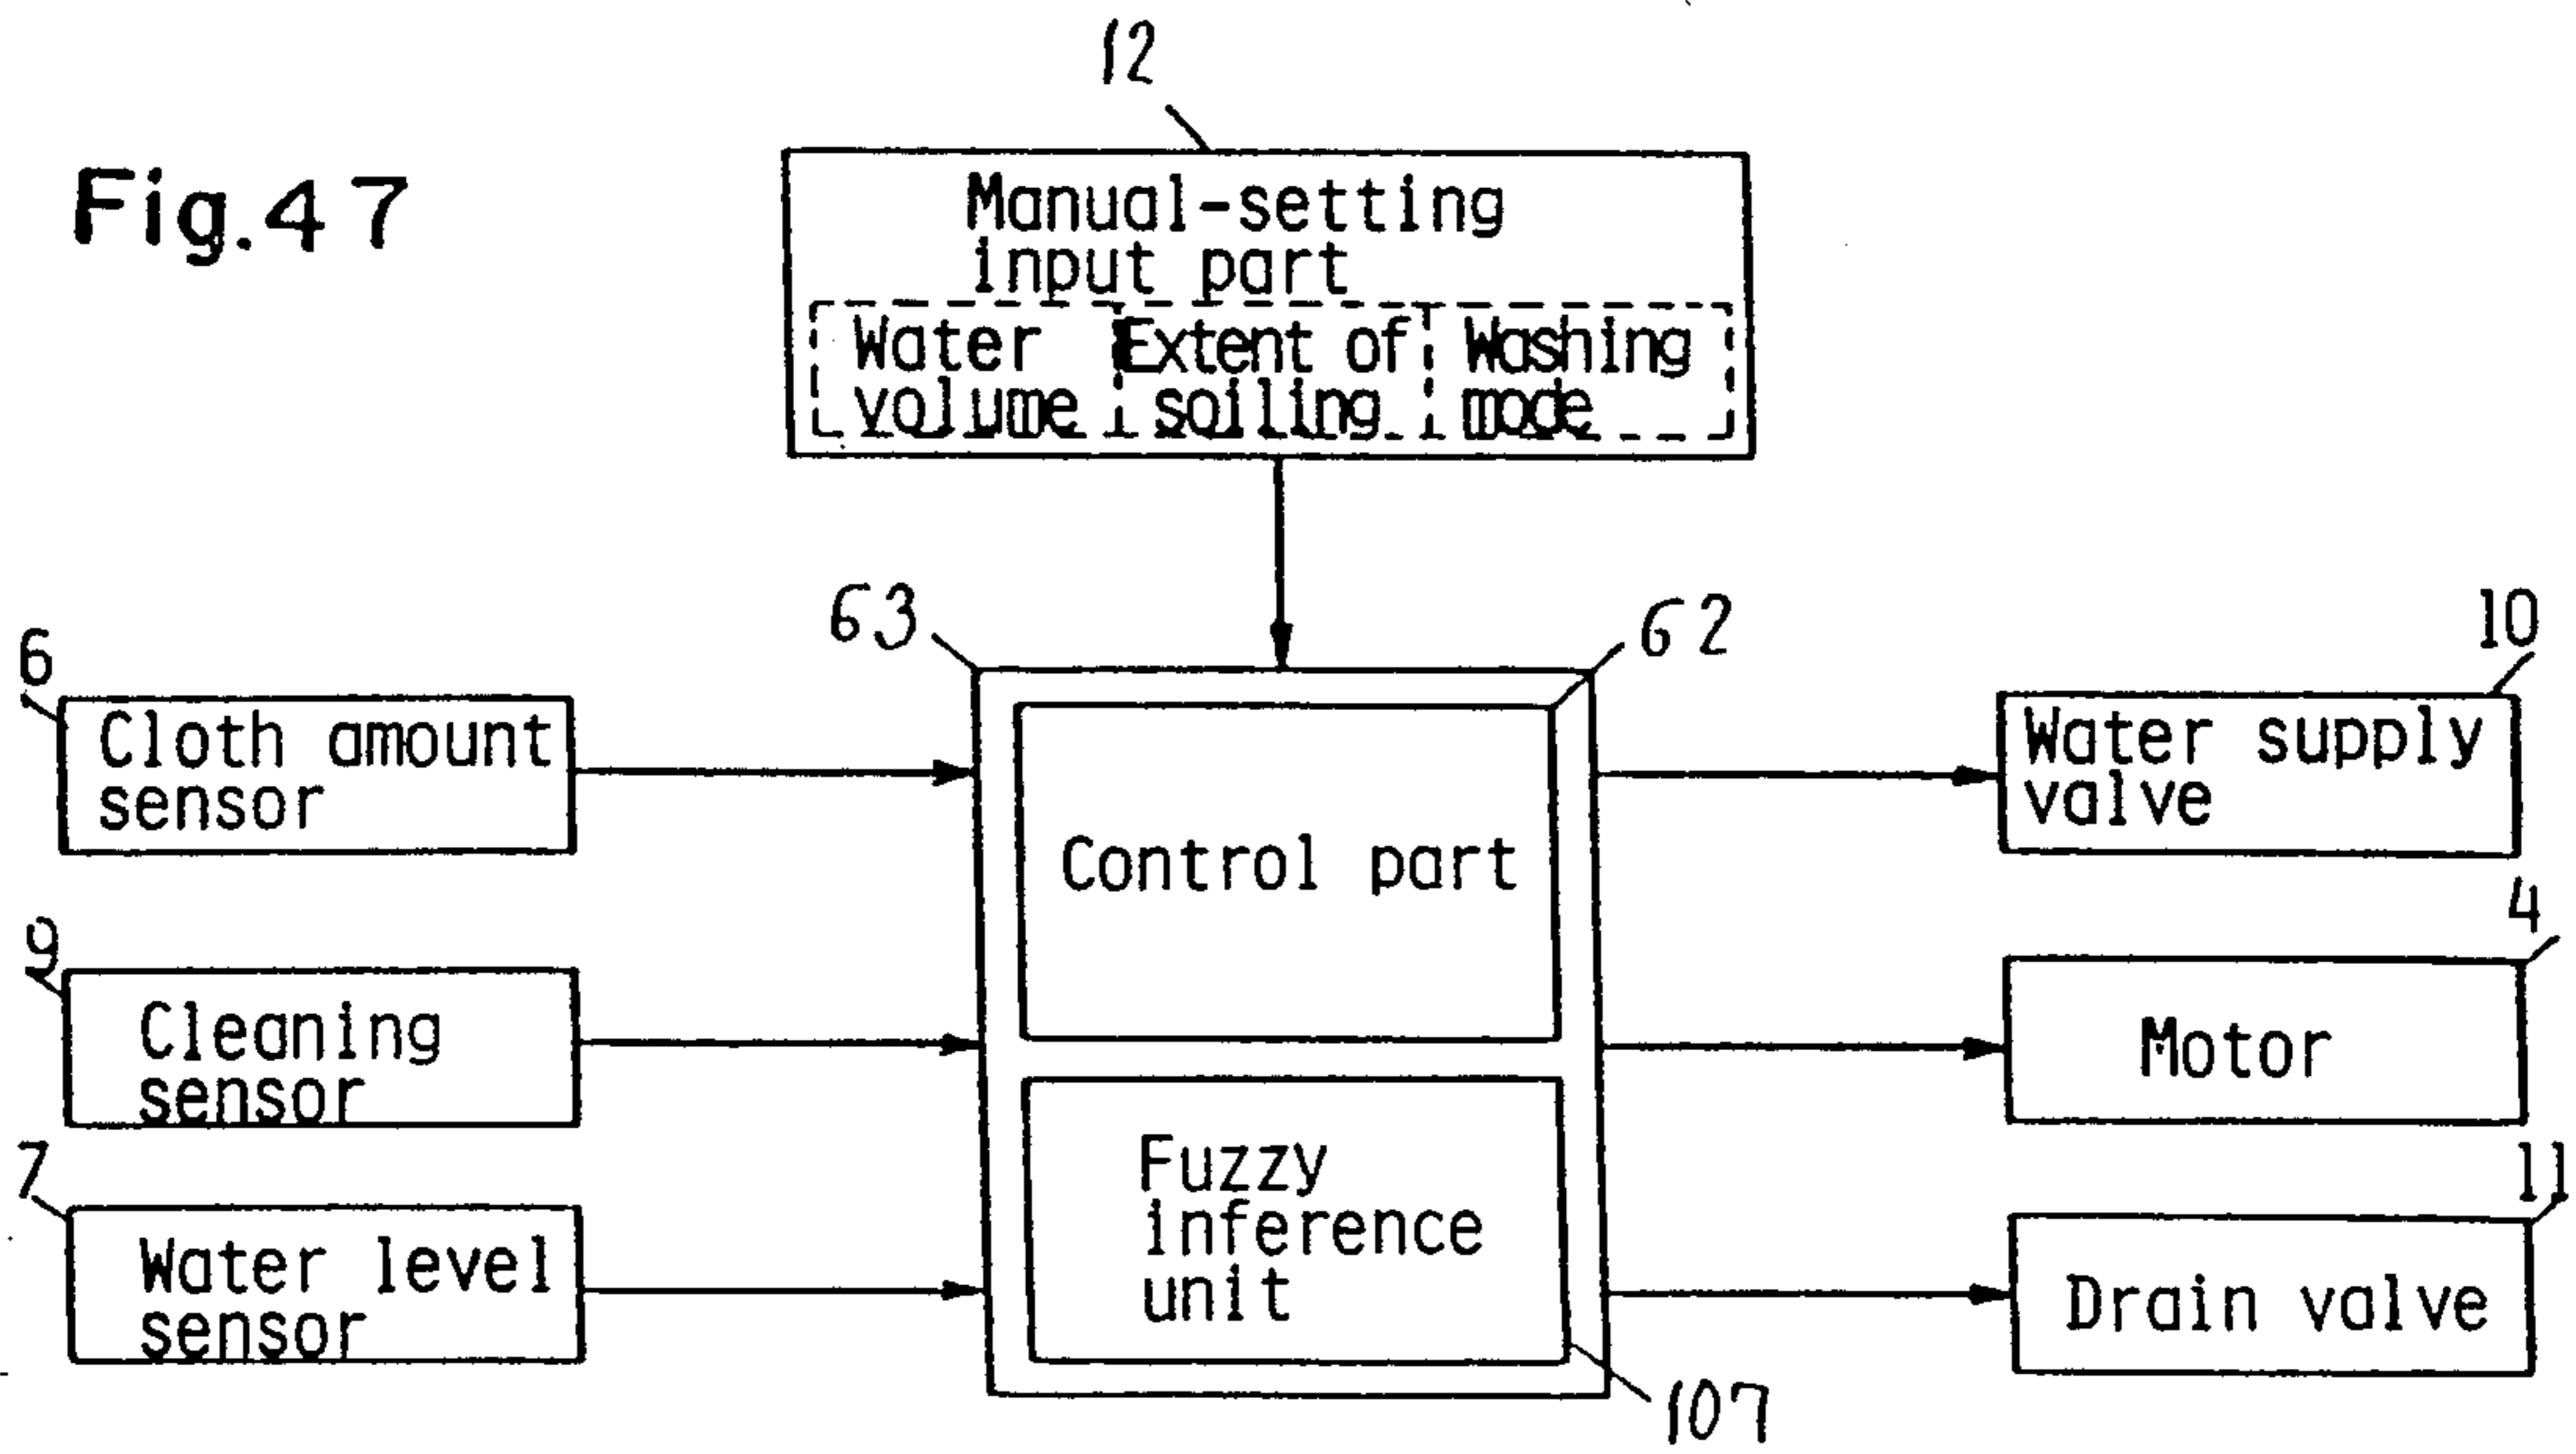 Fig.47
12
Manual-setting
input part
Water
volume
Extent of
soiling
Washing
mode
63
62
6
Cloth amount
sensor
9
Cleaning
sensor
7
Water level
sensor
Control part
Fuzzy
inference
unit
107
10
Water supply
valve
4
Motor
11
Drain valve